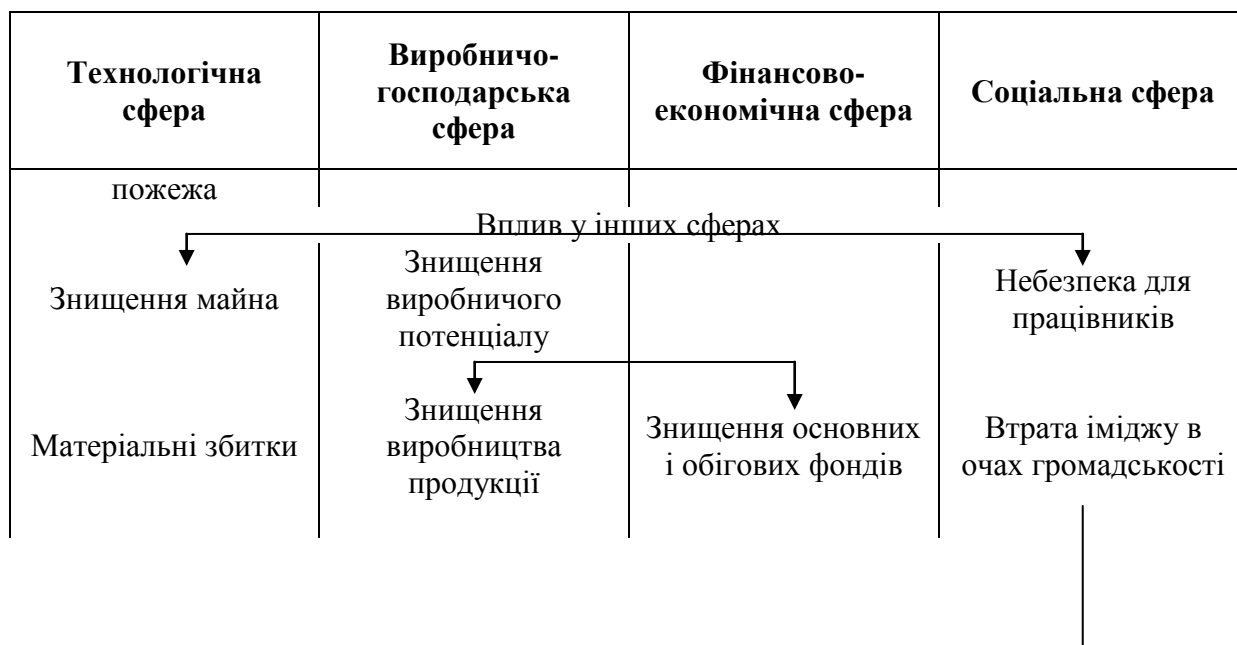 Технологічна
сфера
Виробничо-
господарська
сфера
Фінансово-
економічна сфера
Соціальна сфера
пожежа
Вплив у інших сферах
Знищення майна
Знищення
виробничого
потенціалу
Небезпека для
працівників
Матеріальні збитки
Знищення
виробництва
продукції
Знищення основних
і обігових фондів
Втрата іміджу в
очах громадськості